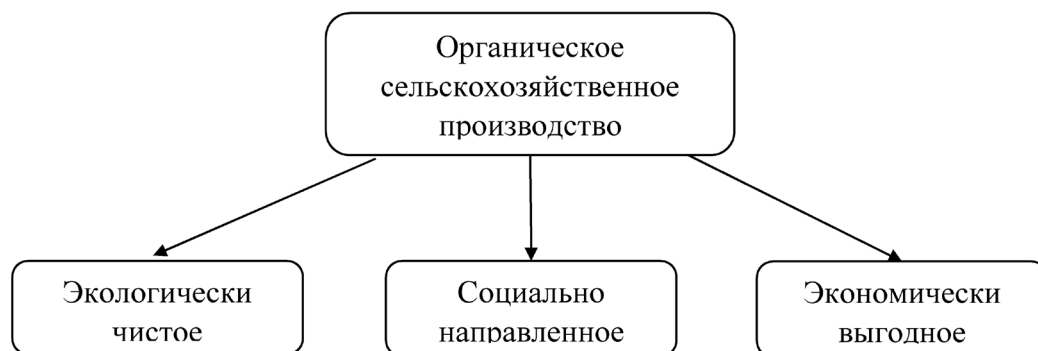 Органическое
сельскохозяйственное
производство
Экологически
чистое
Социально
направленное
Экономически
выгодное